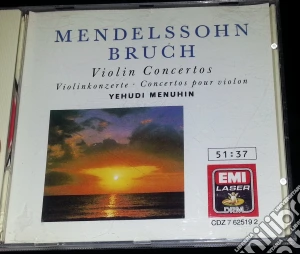 MENDELSSOHN
BRUCH
Violin Concertos
Violinkonzerte · Concertos pour violon
YEHUDI MENUHIN
51:37
EMI
LASER
DRM
CDZ 7 62519 2